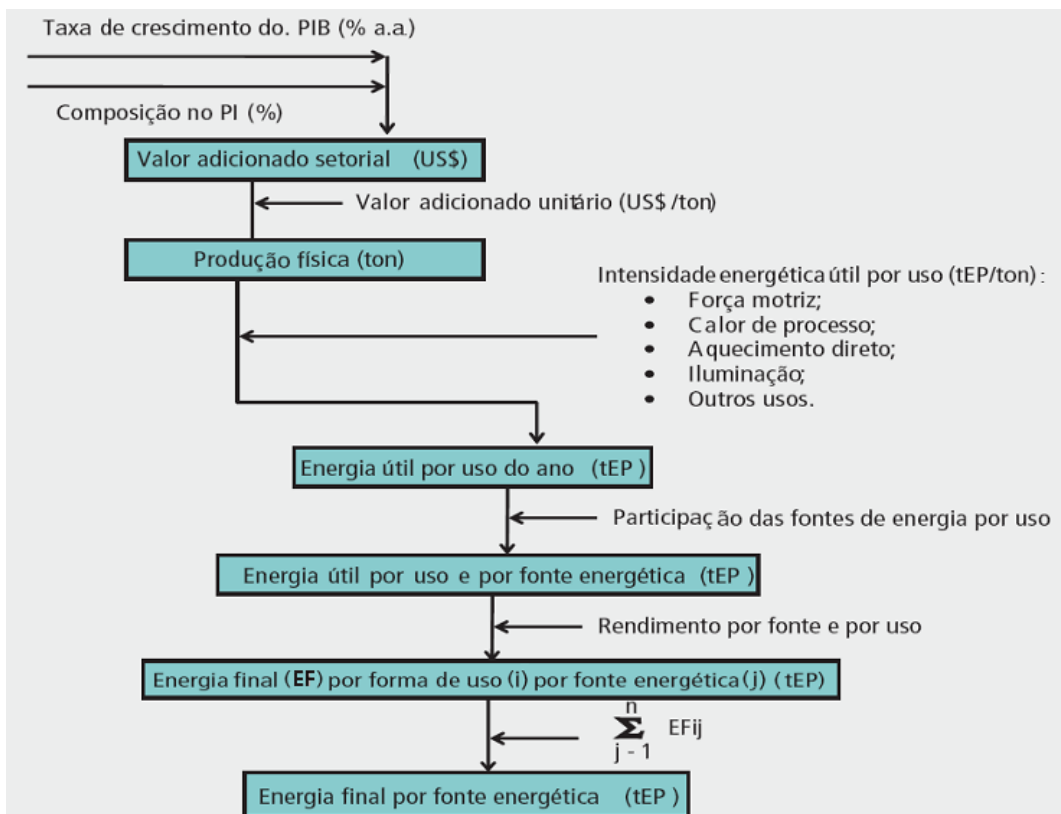 Taxa de crescimento do. PIB (% a.a.)
Composição no PI (%)
Valor adicionado setorial (US$)
Valor adicionado unitário (US$/ton)
Produção física (ton)
Intensidade energética útil por uso (tEP/ton):
• Força motriz;
• Calor de processo;
• Aquecimento direto;
• Iluminação;
• Outros usos.
Energia útil por uso do ano (tEP)
Participação das fontes de energia por uso
Energia útil por uso e por fonte energética (tEP)
Rendimento por fonte e por uso
Energia final (EF) por forma de uso (i) por fonte energética (j) (tEP)
n
Σ EFij
j - 1
Energia final por fonte energética (tEP)